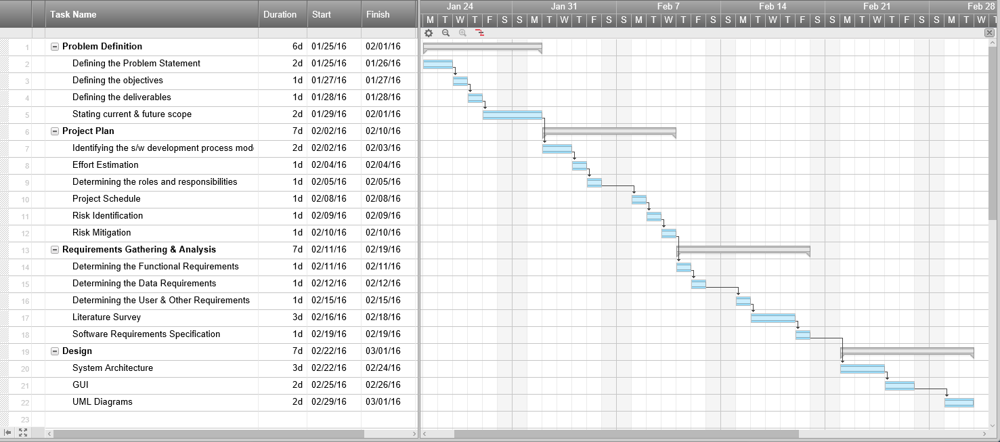 Task Name Duration Start Finish Jan 24 Jan 31 Feb 7 Feb 14 Feb 21 Feb 28
M T W T F S S M T W T F S S M T W T F S S M T W T F S S M T W T F S S M T W T
1 Problem Definition 6d 01/25/16 02/01/16
2 Defining the Problem Statement 2d 01/25/16 01/26/16
3 Defining the objectives 1d 01/27/16 01/27/16
4 Defining the deliverables 1d 01/28/16 01/28/16
5 Stating current & future scope 2d 01/29/16 02/01/16
6 Project Plan 7d 02/02/16 02/10/16
7 Identifying the s/w development process mod 2d 02/02/16 02/03/16
8 Effort Estimation 1d 02/04/16 02/04/16
9 Determining the roles and responsibilities 1d 02/05/16 02/05/16
10 Project Schedule 1d 02/08/16 02/08/16
11 Risk Identification 1d 02/09/16 02/09/16
12 Risk Mitigation 1d 02/10/16 02/10/16
13 Requirements Gathering & Analysis 7d 02/11/16 02/19/16
14 Determining the Functional Requirements 1d 02/11/16 02/11/16
15 Determining the Data Requirements 1d 02/12/16 02/12/16
16 Determining the User & Other Requirements 1d 02/15/16 02/15/16
17 Literature Survey 3d 02/16/16 02/18/16
18 Software Requirements Specification 1d 02/19/16 02/19/16
19 Design 7d 02/22/16 03/01/16
20 System Architecture 3d 02/22/16 02/24/16
21 GUI 2d 02/25/16 02/26/16
22 UML Diagrams 2d 02/29/16 03/01/16
23